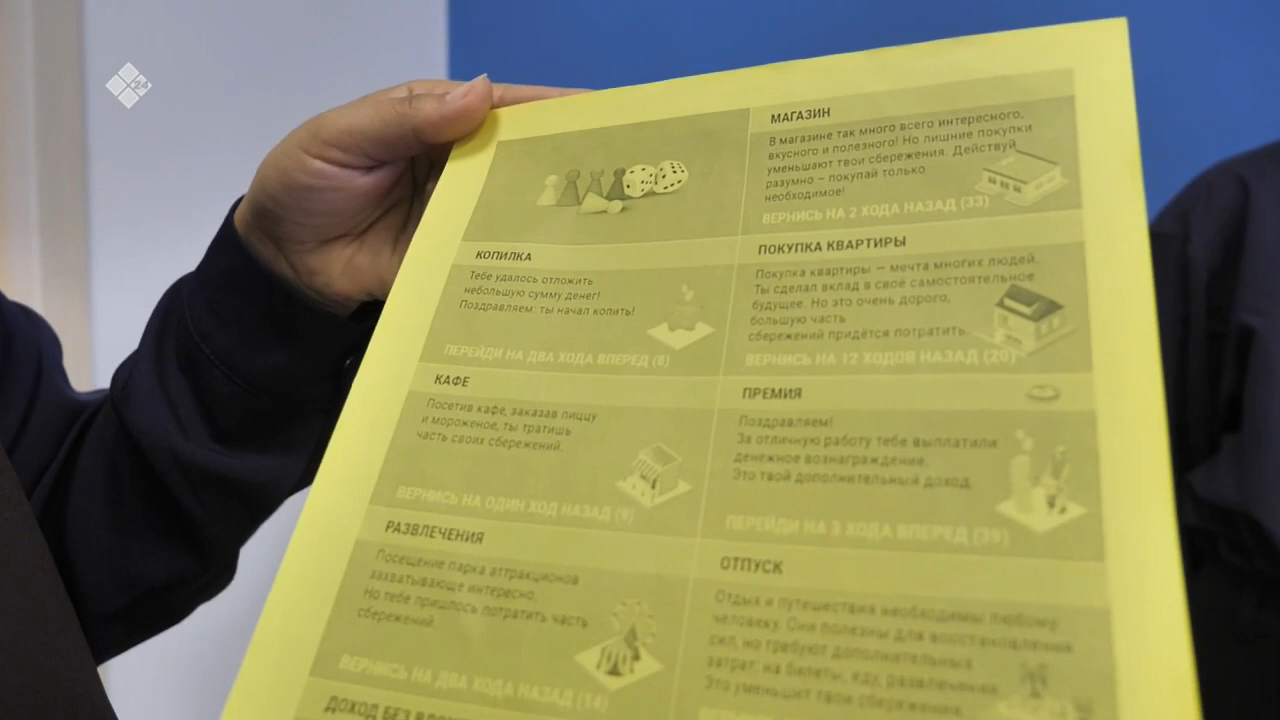 24
МАГАЗИН
В магазине так много всего интересного,
вкусного и полезного! Но лишние покупки
уменьшают твои сбережения. Действуй
разумно – покупай только
необходимое!
ВЕРНИСЬ НА 2 ХОДА НАЗАД (33)
КОПИЛКА
Тебе удалось отложить
небольшую сумму денег!
Поздравляем: ты начал копить!
ПЕРЕЙДИ НА ДВА ХОДА ВПЕРЕД (8)
ПОКУПКА КВАРТИРЫ
Покупка квартиры — мечта многих людей.
Ты сделал вклад в своё самостоятельное
будущее. Но это очень дорого,
большую часть
сбережений придётся потратить.
ВЕРНИСЬ НА 12 ХОДОВ НАЗАД (20)
КАФЕ
Посетив кафе, заказав пиццу
и мороженое, ты тратишь
часть своих сбережений.
ВЕРНИСЬ НА ОДИН ХОД НАЗАД (9)
ПРЕМИЯ
Поздравляем!
За отличную работу тебе выплатили
денежное вознаграждение.
Это твой дополнительный доход.
ПЕРЕЙДИ НА 3 ХОДА ВПЕРЕД (39)
РАЗВЛЕЧЕНИЯ
Посещение парка аттракционов
захватывающе интересно.
Но тебе пришлось потратить часть
сбережений.
ВЕРНИСЬ НА ДВА ХОДА НАЗАД (14)
ОТПУСК
Отдых и путешествия необходимы любому
человеку. Они полезны для восстановления
сил, но требуют дополнительных
затрат: на билеты, еду, развлечения.
Это уменьшит твои сбережения.
ДОХОД БЕЗ